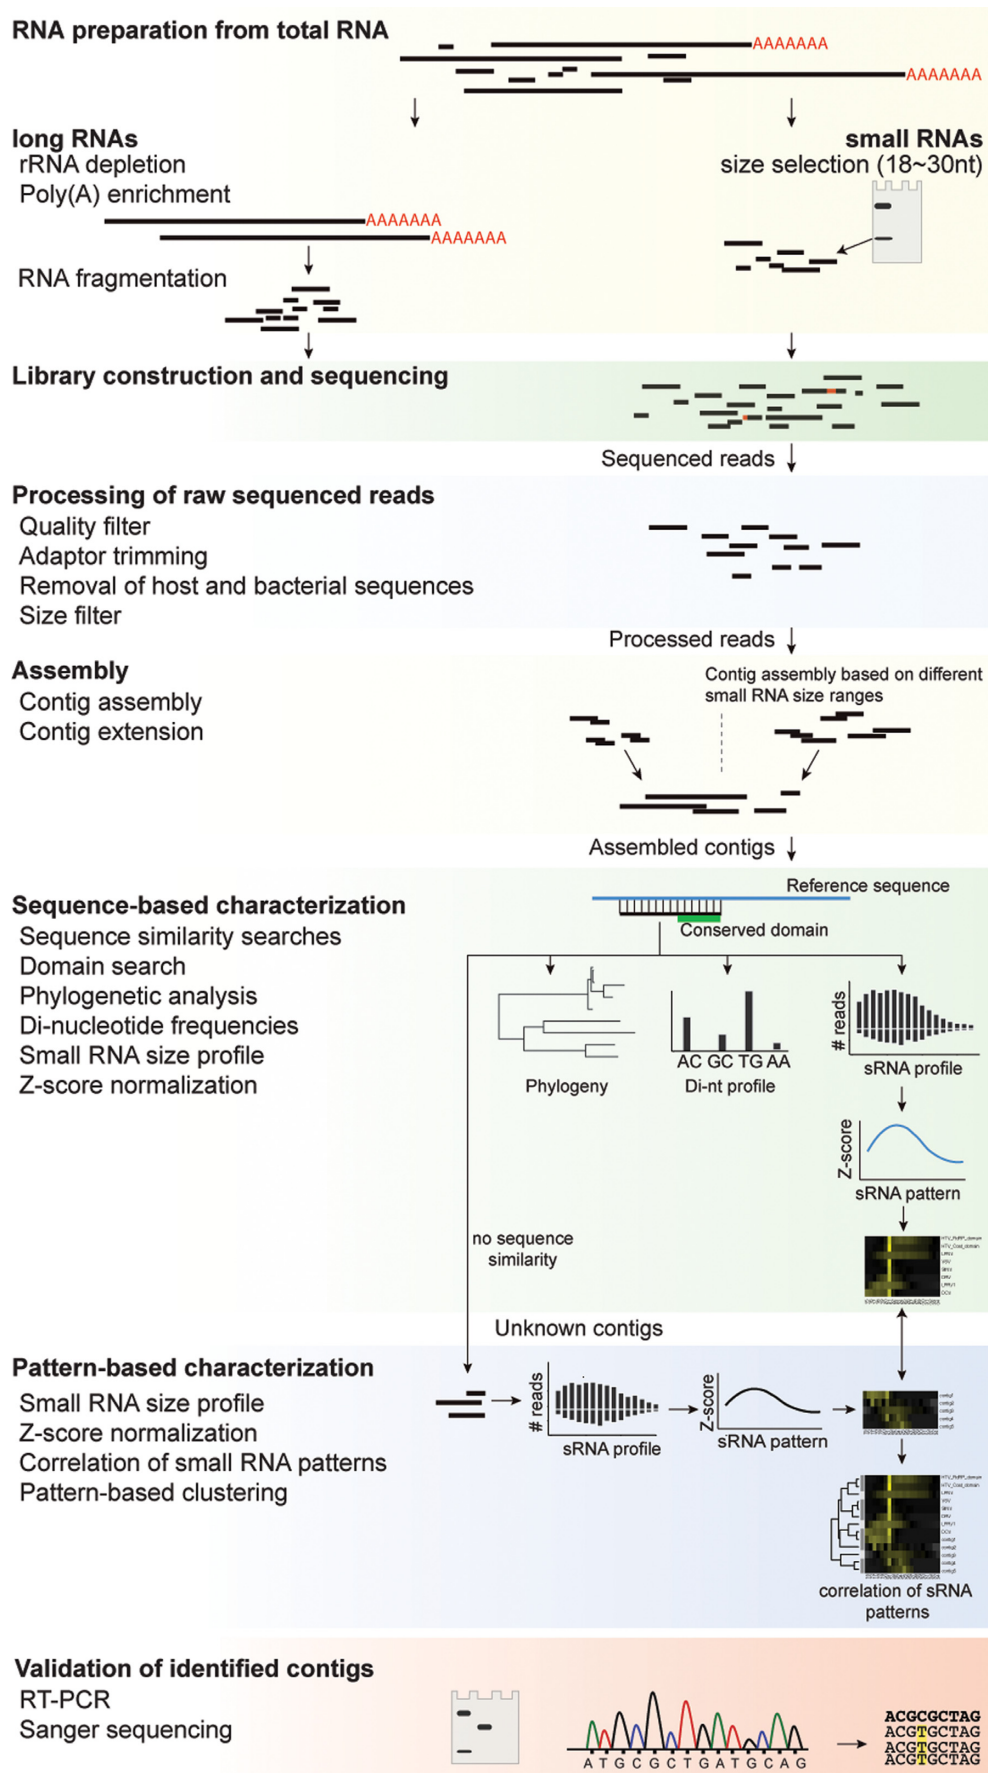 RNA preparation from total RNA
AAAAAAA
AAAAAAA
long RNAs
rRNA depletion
Poly(A) enrichment
small RNAs
size selection (18~30nt)
AAAAAAA
AAAAAAA
RNA fragmentation
Library construction and sequencing
Sequenced reads
Processing of raw sequenced reads
Quality filter
Adaptor trimming
Removal of host and bacterial sequences
Size filter
Processed reads
Assembly
Contig assembly
Contig extension
Contig assembly based on different
small RNA size ranges
Assembled contigs
Sequence-based characterization
Sequence similarity searches
Domain search
Phylogenetic analysis
Di-nucleotide frequencies
Small RNA size profile
Z-score normalization
Reference sequence
Conserved domain
Phylogeny
AC GC TG AA
Di-nt profile
# reads
sRNA profile
Z-score
sRNA pattern
no sequence
similarity
Unknown contigs
Pattern-based characterization
Small RNA size profile
Z-score normalization
Correlation of small RNA patterns
Pattern-based clustering
# reads
sRNA profile
Z-score
sRNA pattern
correlation of sRNA
patterns
Validation of identified contigs
RT-PCR
Sanger sequencing
A T G C G C T G A T G C A G
ACGCGCTAG
ACGTGCTAG
ACGTGCTAG
ACGTGCTAG